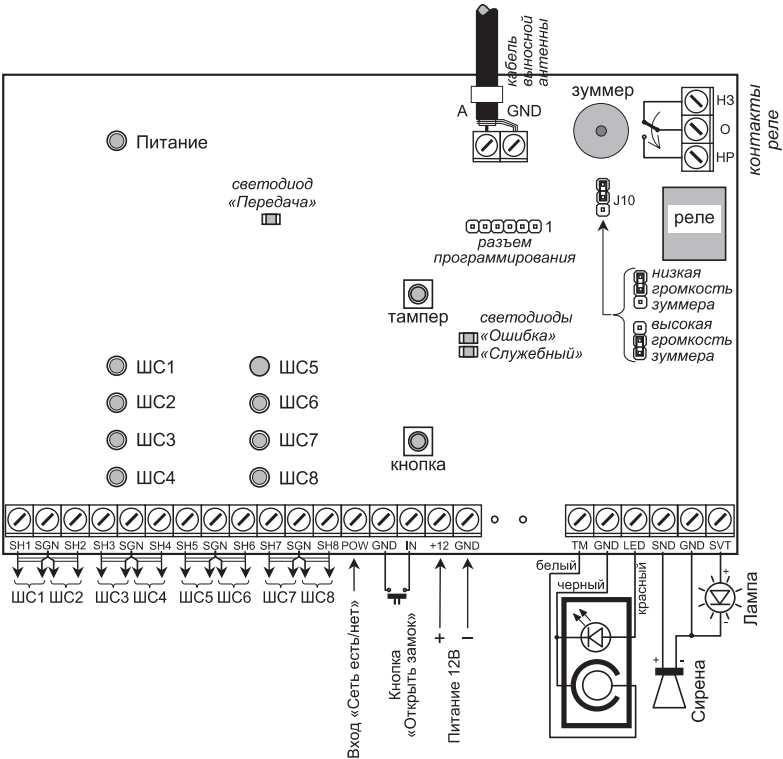 кабель
выносной
антенны
A GND
зуммер
НЗ
О
НР
контакты
реле
Питание
светодиод
«Передача»
J10
реле
1
разъем
программирования
низкая
громкость
зуммера
высокая
громкость
зуммера
тампер
светодиоды
«Ошибка»
«Служебный»
ШС1 ШС5
ШС2 ШС6
ШС3 ШС7
ШС4 ШС8
кнопка
SH1 SGN SH2 SH3 SGN SH4 SH5 SGN SH6 SH7 SGN SH8 POW GND IN +12 GND TM GND LED SND GND SVT
ШС1 ШС2 ШС3 ШС4 ШС5 ШС6 ШС7 ШС8
Вход «Сеть есть/нет»
Кнопка
«Открыть замок»
+ –
Питание 12В
белый
черный
красный
+ -
Сирена
+
-
Лампа